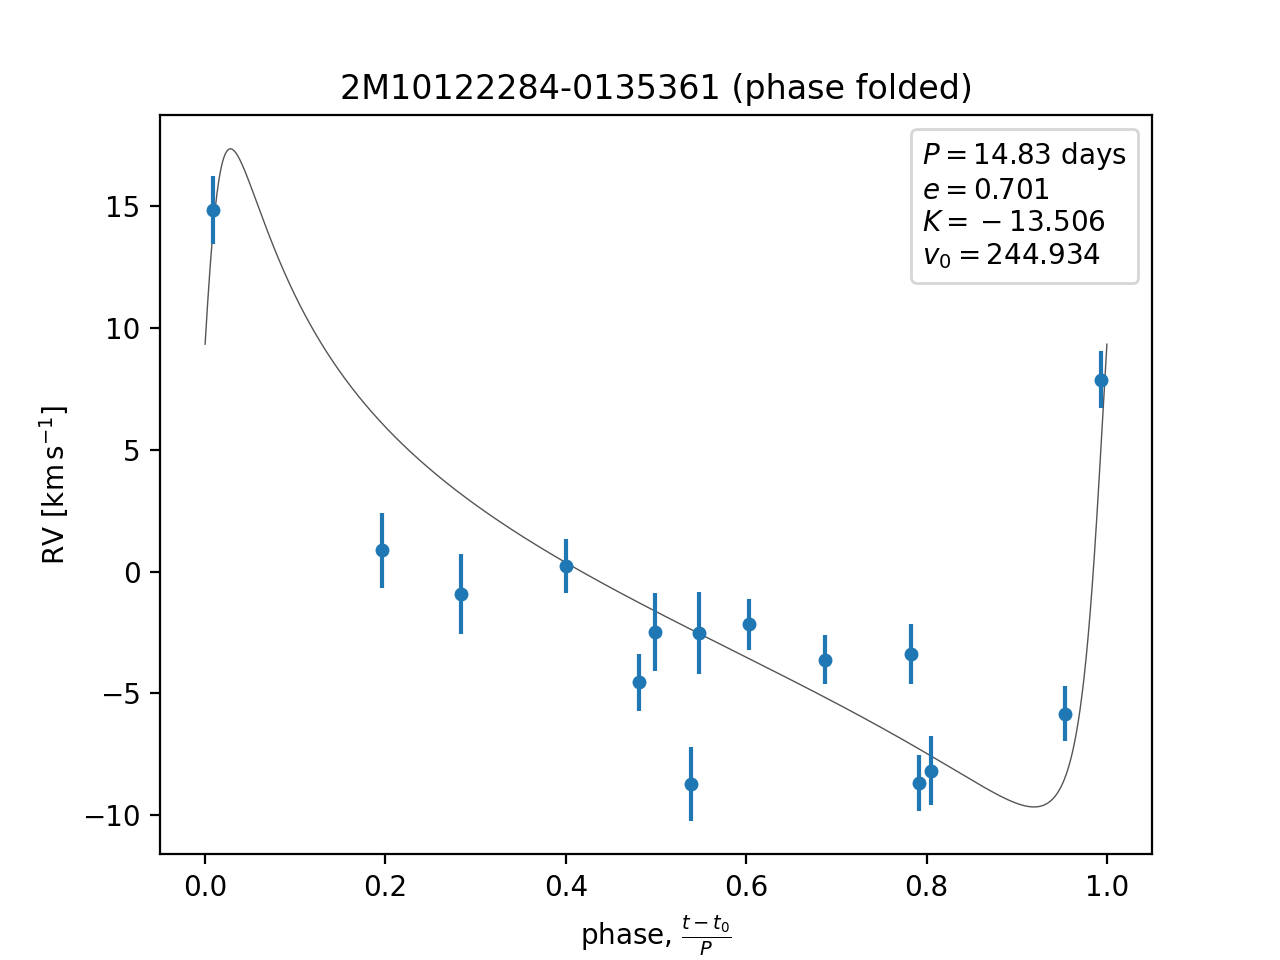 2M10122284-0135361 (phase folded)
P = 14.83 days
e = 0.701
K = −13.506
v₀ = 244.934
RV [km s⁻¹]
15
10
5
0
−5
−10
0.0 0.2 0.4 0.6 0.8 1.0
phase, (t − t₀)/P